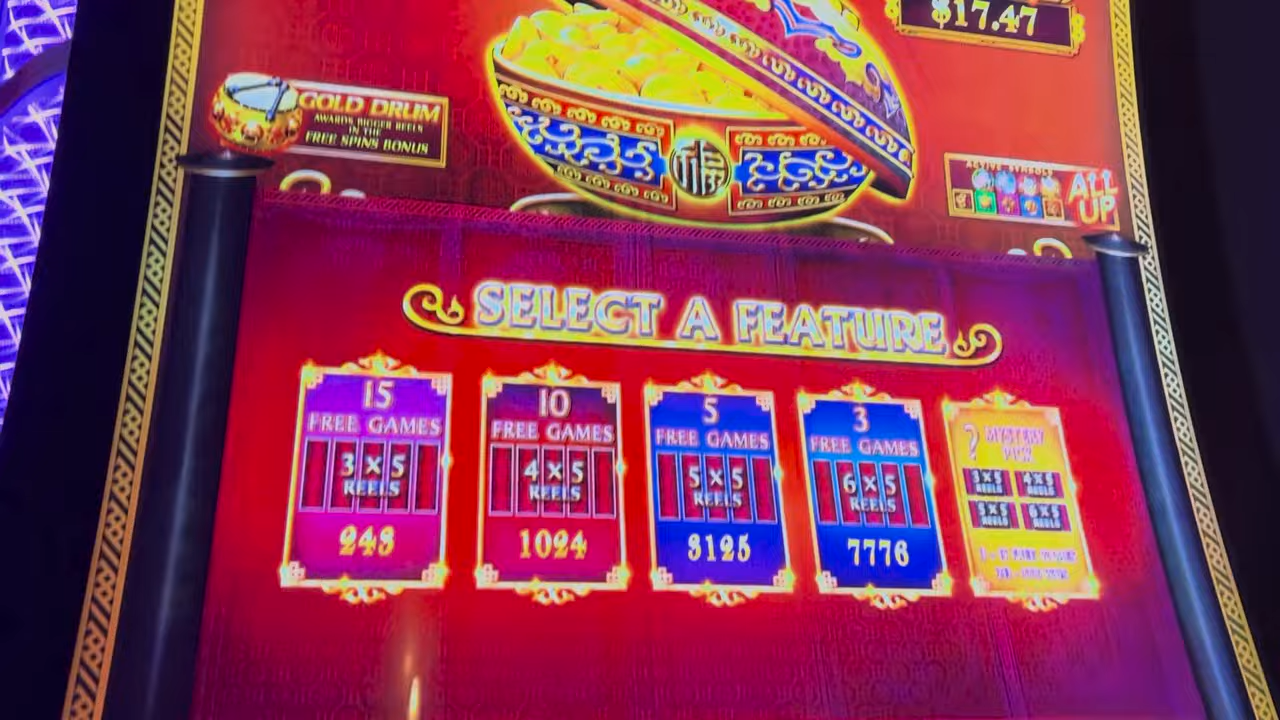 $17.47
GOLD DRUM
AWARDS BIGGER REELS
IN THE
FREE SPINS BONUS
ACTIVE SYMBOLS
ALL
UP
SELECT A FEATURE
15
FREE GAMES
3 X 5
REELS
243
10
FREE GAMES
4 X 5
REELS
1024
5
FREE GAMES
5 X 5
REELS
3125
3
FREE GAMES
6 X 5
REELS
7776
?
MYSTERY
PICK
3 X 5
REELS
4 X 5
REELS
5 X 5
REELS
6 X 5
REELS